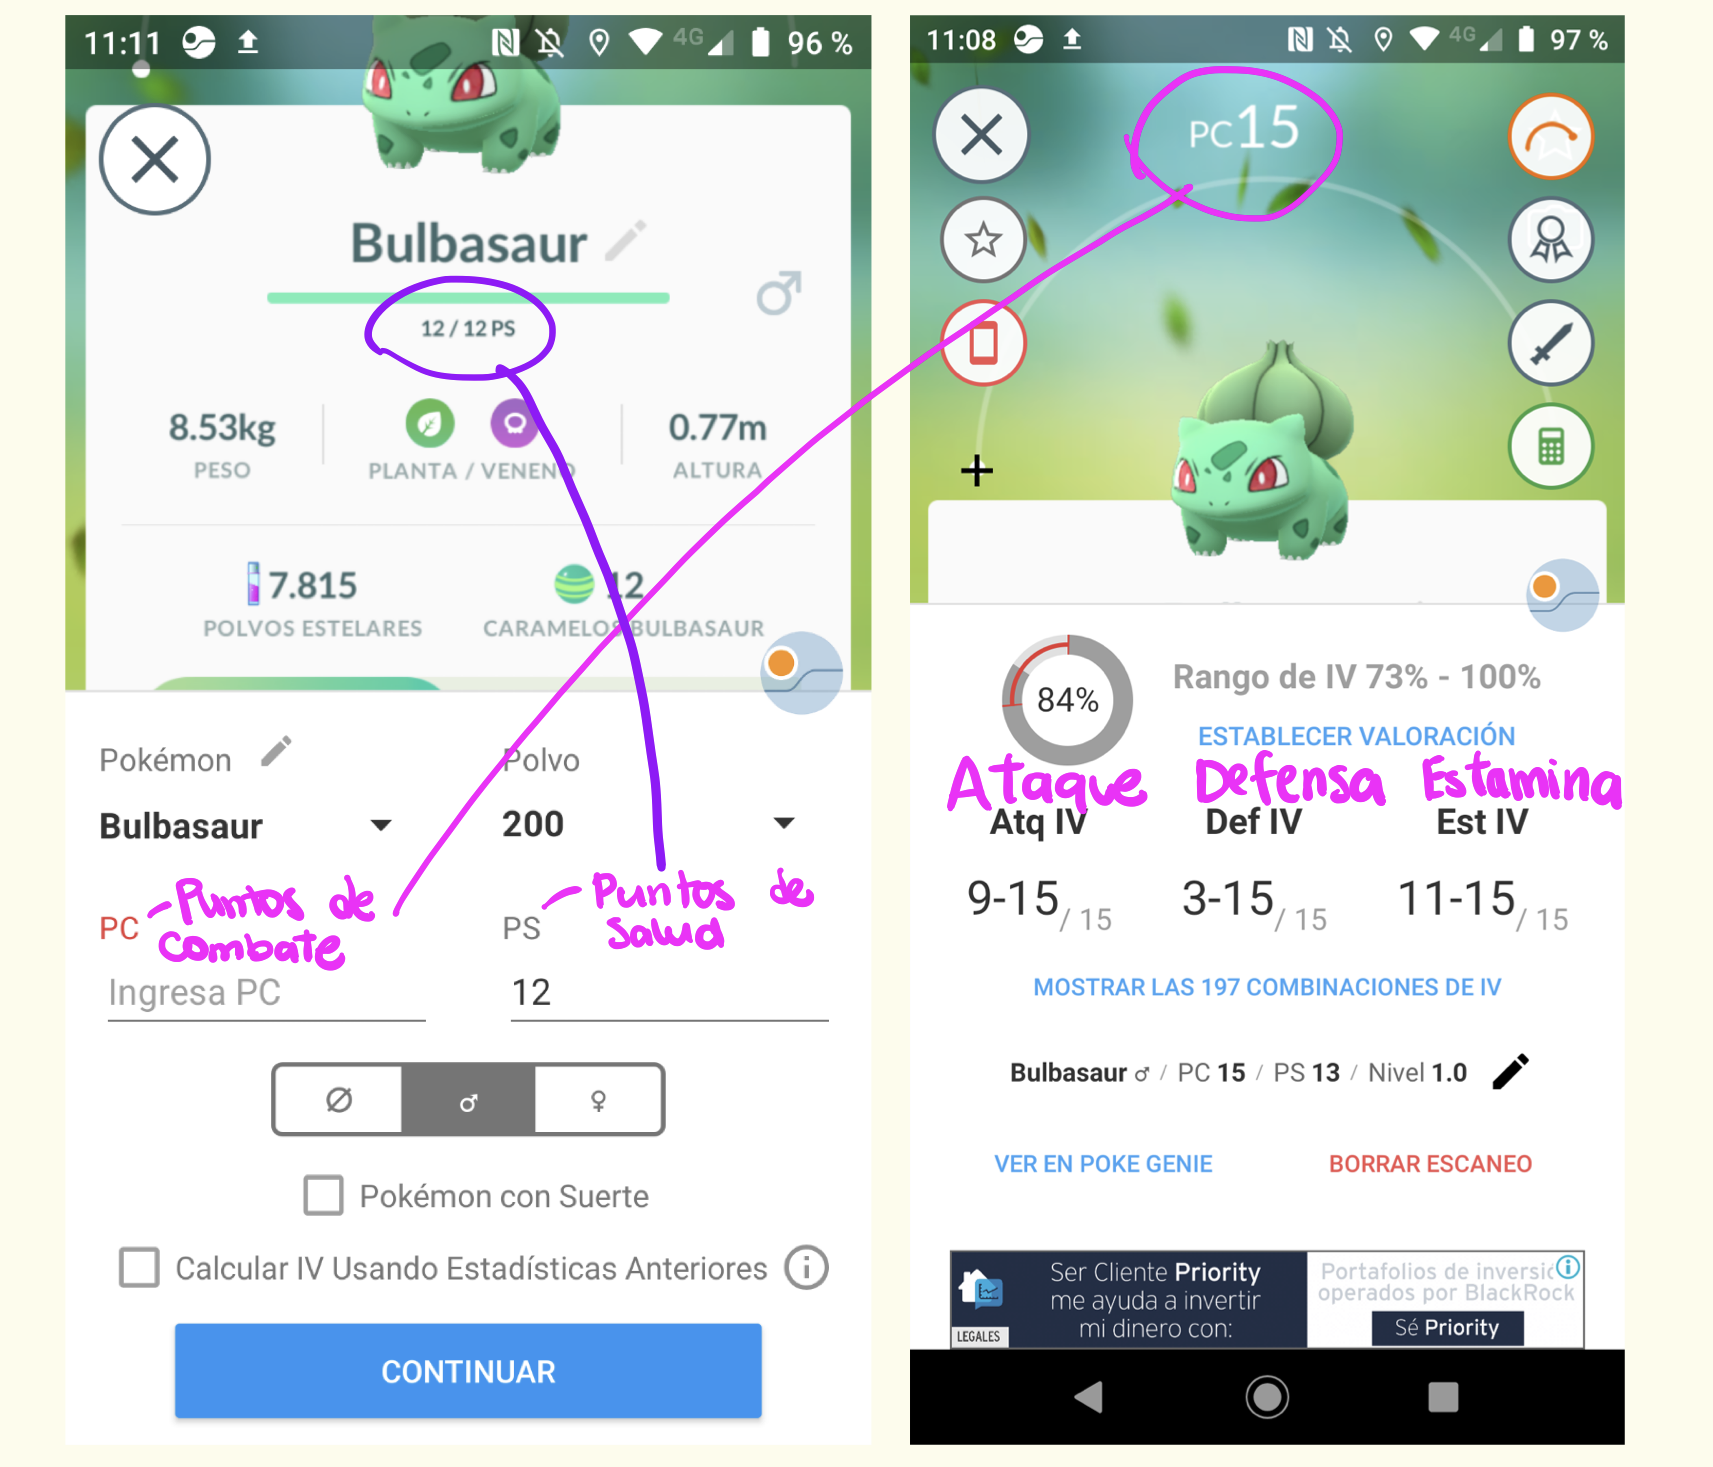 11:11 4G 96 %
Bulbasaur
12 / 12 PS
8.53kg
PESO
PLANTA / VENENO
0.77m
ALTURA
7.815
POLVOS ESTELARES
12
CARAMELOS BULBASAUR
Pokémon
Polvo
Bulbasaur
200
PC
Puntos de
combate
PS
Puntos de
salud
Ingresa PC
12
Pokémon con Suerte
Calcular IV Usando Estadísticas Anteriores
CONTINUAR
11:08 4G 97 %
PC15
84%
Rango de IV 73% - 100%
ESTABLECER VALORACIÓN
Ataque Defensa Estamina
Atq IV Def IV Est IV
9-15/ 15 3-15/ 15 11-15/ 15
MOSTRAR LAS 197 COMBINACIONES DE IV
Bulbasaur ♂ / PC 15 / PS 13 / Nivel 1.0
VER EN POKE GENIE BORRAR ESCANEO
Ser Cliente Priority
me ayuda a invertir
mi dinero con:
LEGALES
Portafolios de inversió
operados por BlackRock
Sé Priority